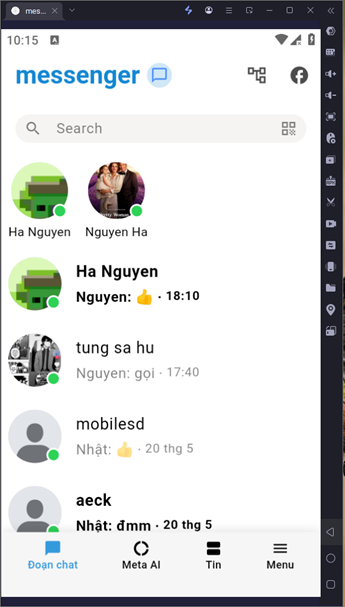 mes...
10:15 A
messenger
Search
Ha Nguyen
Nguyen Ha
Ha Nguyen
Nguyen: 👍 · 18:10
tung sa hu
Nguyen: gọi · 17:40
mobilesd
Nhật: 👍 · 20 thg 5
aeck
Nhật: đmm · 20 thg 5
Đoạn chat
Meta AI
Tin
Menu